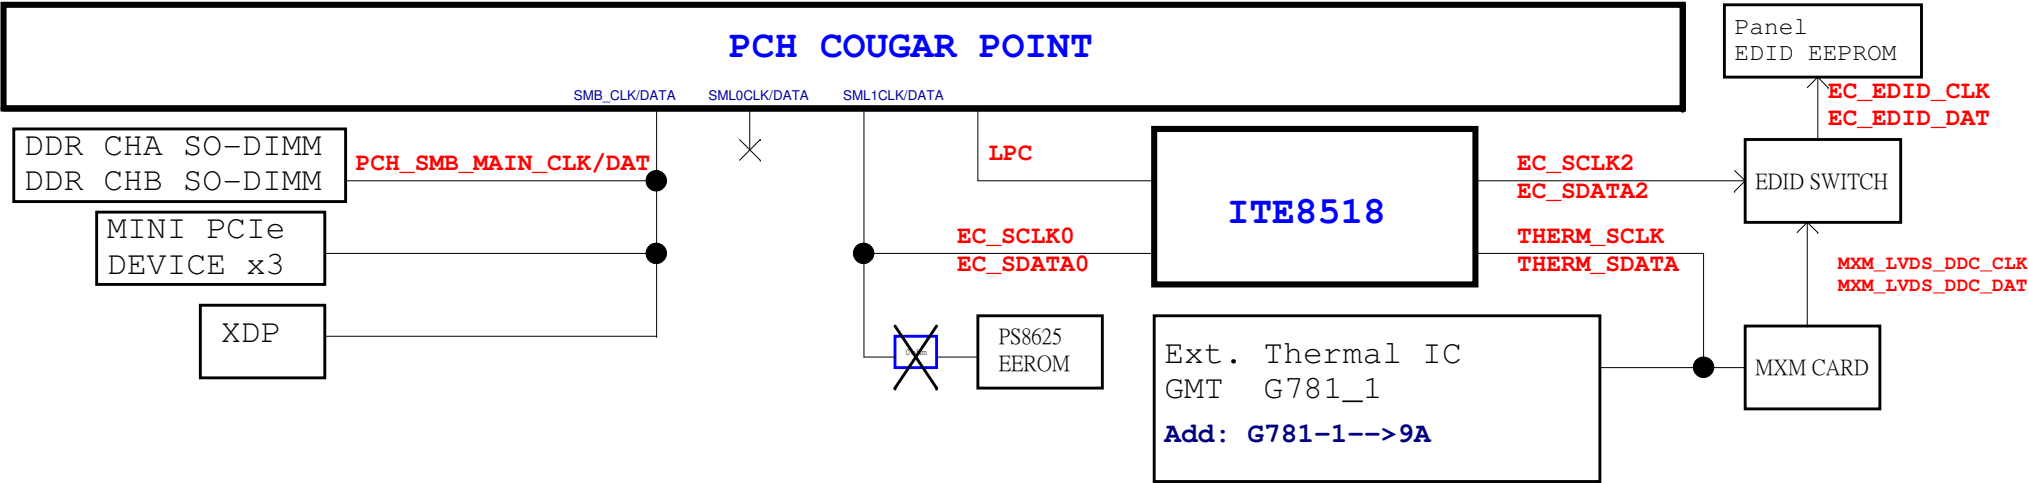 PCH COUGAR POINT
SMB_CLK/DATA
SML0CLK/DATA
SML1CLK/DATA
Panel
EDID EEPROM
EC_EDID_CLK
EC_EDID_DAT
DDR CHA SO-DIMM
DDR CHB SO-DIMM
PCH_SMB_MAIN_CLK/DAT
LPC
MINI PCIe
DEVICE x3
XDP
EC_SCLK0
EC_SDATA0
ITE8518
EC_SCLK2
EC_SDATA2
EDID SWITCH
THERM_SCLK
THERM_SDATA
MXM_LVDS_DDC_CLK
MXM_LVDS_DDC_DAT
PS8625
EEROM
Ext. Thermal IC
GMT G781_1
Add: G781-1-->9A
MXM CARD